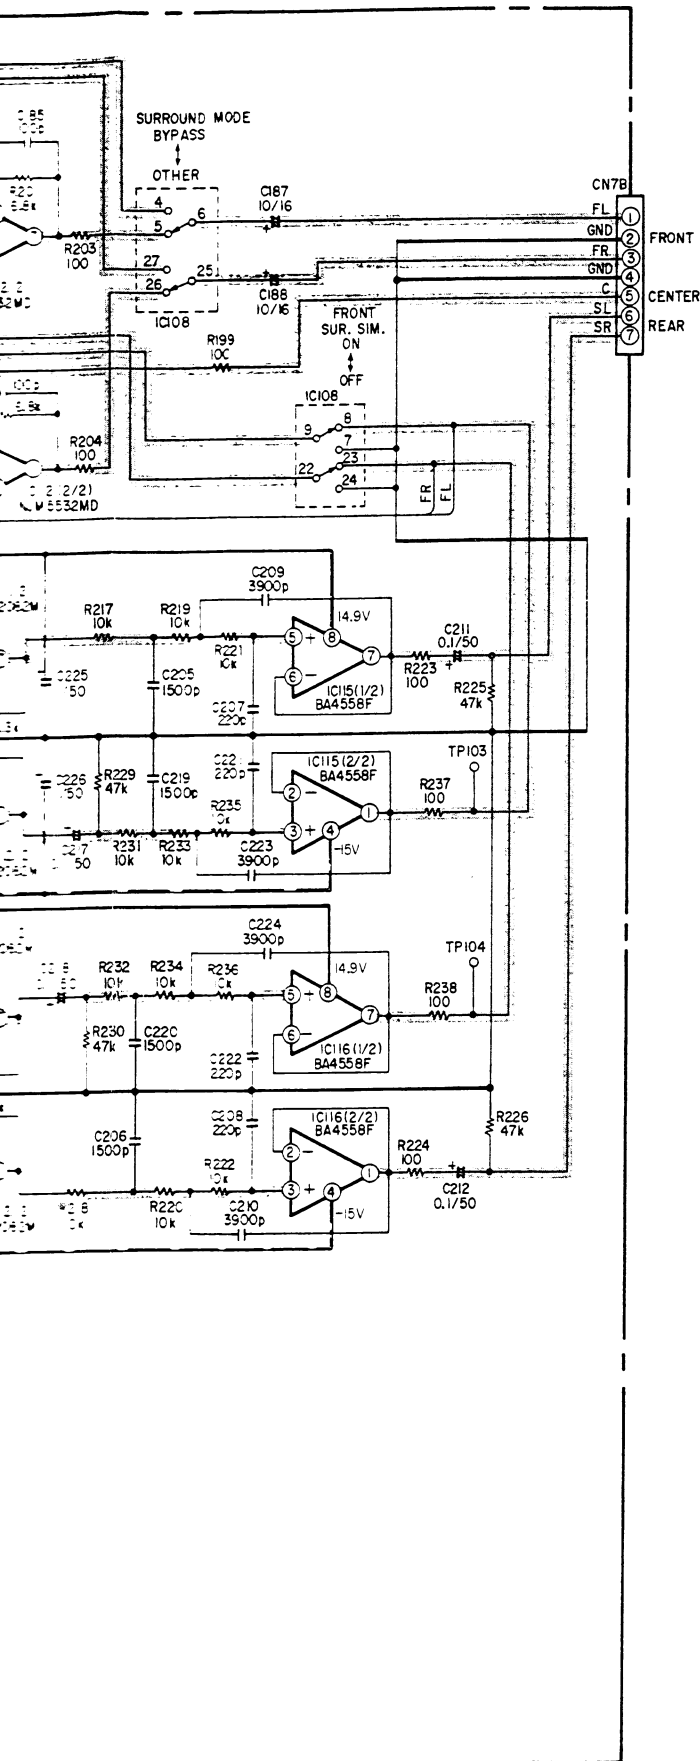 SURROUND MODE
BYPASS
OTHER
C187
10/16
CN7B
4
6
5
FL
1
GND
2
FRONT
R203
100
FR
3
27
25
GND
4
26
C188
10/16
C
5
CENTER
IC108
SL
6
REAR
SR
7
FRONT
SUR. SIM.
ON
OFF
R199
IC108
8
9
7
R204
100
23
22
24
(2/2)
FR
FL
C209
3900p
14.9V
R217
10k
R219
10k
5
+
8
R221
10k
7
C211
0.1/50
+
R223
100
6
-
C225
C205
1500p
R225
47k
IC115(1/2)
BA4558F
C207
220p
TP103
IC115(2/2)
BA4558F
220p
C226
R229
47k
C219
1500p
2
-
R237
100
R235
1
3
+
4
-15V
R231
10k
R233
10k
C223
3900p
C224
3900p
TP104
14.9V
R232
R234
10k
R236
5
+
8
R238
100
7
R230
47k
C220
1500p
6
-
IC116(1/2)
BA4558F
C222
220p
C208
220p
IC116(2/2)
BA4558F
R226
47k
C206
1500p
2
-
R224
100
+
1
R222
3
+
4
C212
0.1/50
R220
10k
C210
3900p
-15V